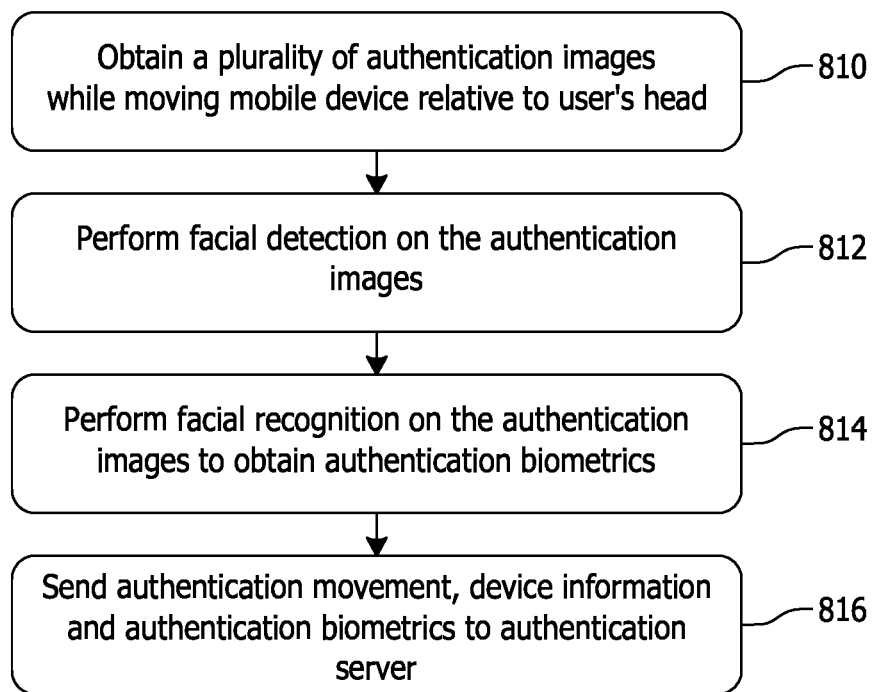 Obtain a plurality of authentication images
while moving mobile device relative to user's head
810
Perform facial detection on the authentication
images
812
Perform facial recognition on the authentication
images to obtain authentication biometrics
814
Send authentication movement, device information
and authentication biometrics to authentication
server
816